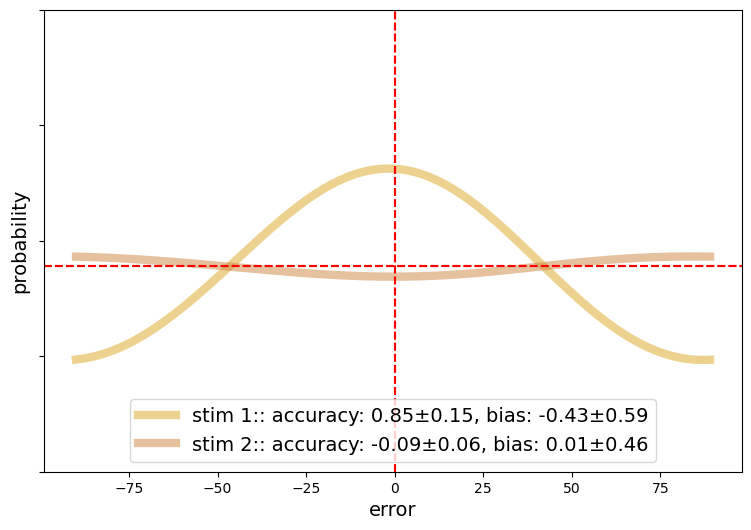 probability
stim 1:: accuracy: 0.85±0.15, bias: -0.43±0.59
stim 2:: accuracy: -0.09±0.06, bias: 0.01±0.46
−75
−50
−25
0
25
50
75
error